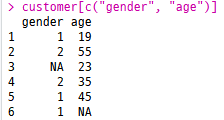 > customer[c("gender", "age")]
  gender age
1      1  19
2      2  55
3     NA  23
4      2  35
5      1  45
6      1  NA